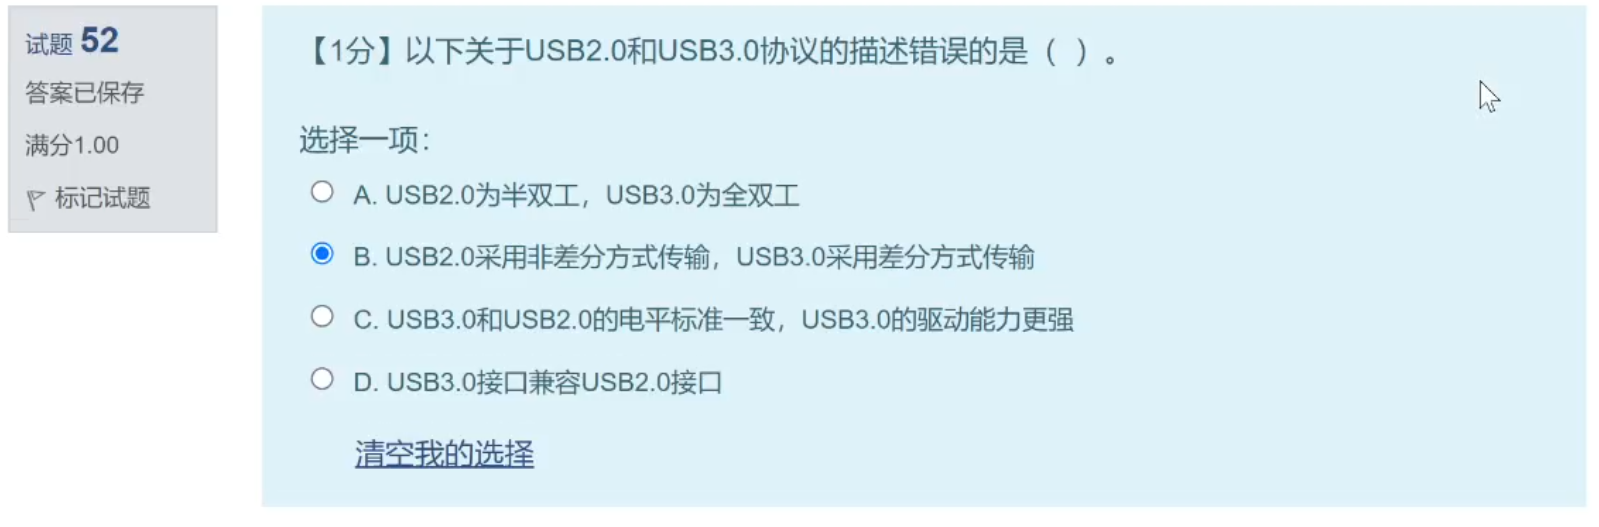 试题 52
答案已保存
满分1.00
标记试题
【1分】以下关于USB2.0和USB3.0协议的描述错误的是（ ）。
选择一项：
A. USB2.0为半双工，USB3.0为全双工
B. USB2.0采用非差分方式传输，USB3.0采用差分方式传输
C. USB3.0和USB2.0的电平标准一致，USB3.0的驱动能力更强
D. USB3.0接口兼容USB2.0接口
清空我的选择